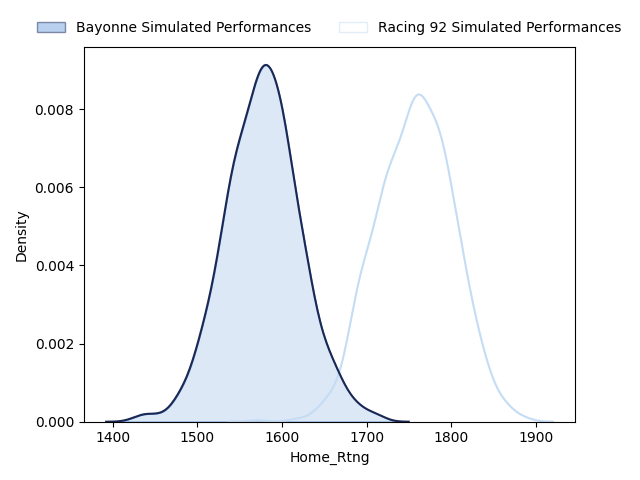 Bayonne Simulated Performances Racing 92 Simulated Performances
0.008
0.006
0.004
0.002
0.000
Density
1400 1500 1600 1700 1800 1900
Home_Rtng